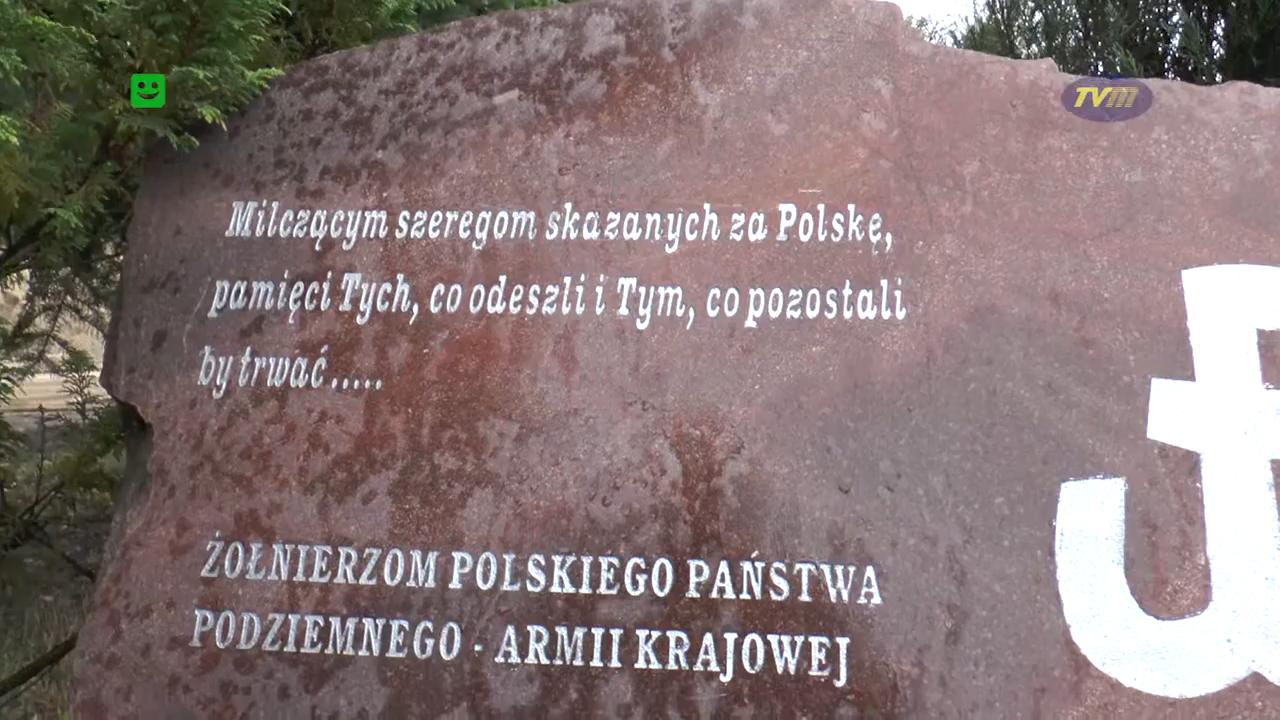 TVm
Milczącym szeregom skazanych za Polskę,
pamięci Tych, co odeszli i Tym, co pozostali
by trwać.....
ŻOŁNIERZOM POLSKIEGO PAŃSTWA
PODZIEMNEGO - ARMII KRAJOWEJ